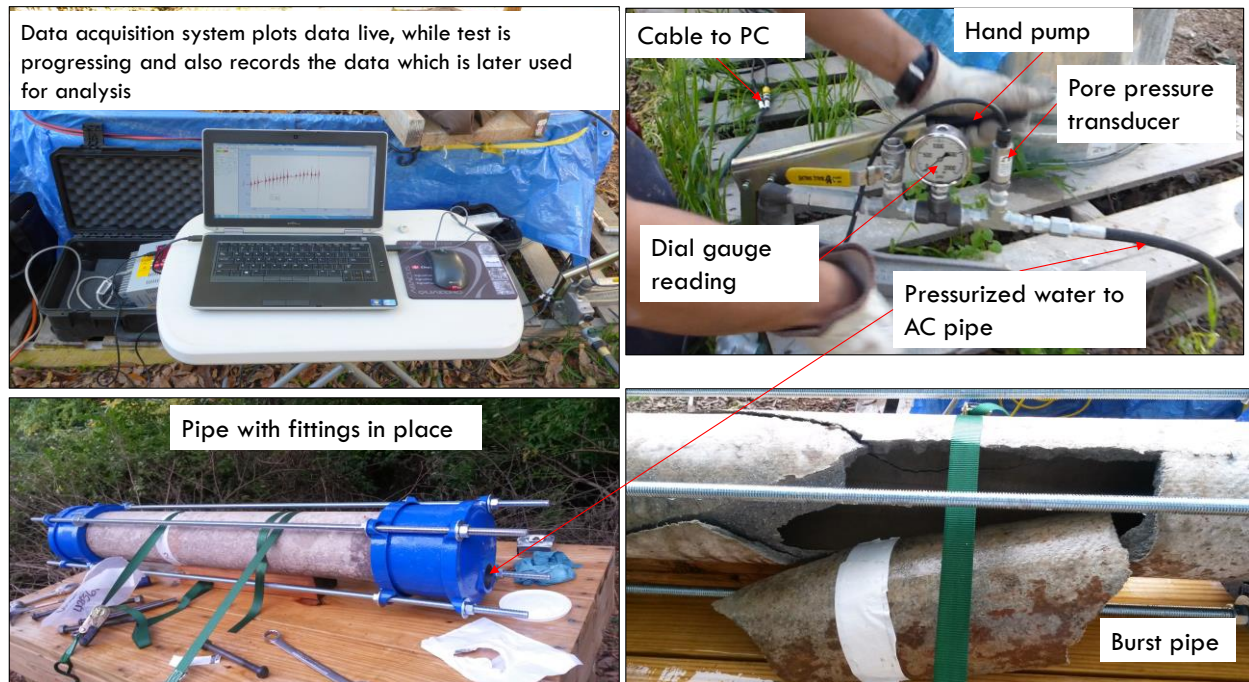 Data acquisition system plots data live, while test is
progressing and also records the data which is later used
for analysis
Cable to PC
Hand pump
Pore pressure
transducer
Dial gauge
reading
Pressurized water to
AC pipe
Pipe with fittings in place
Burst pipe